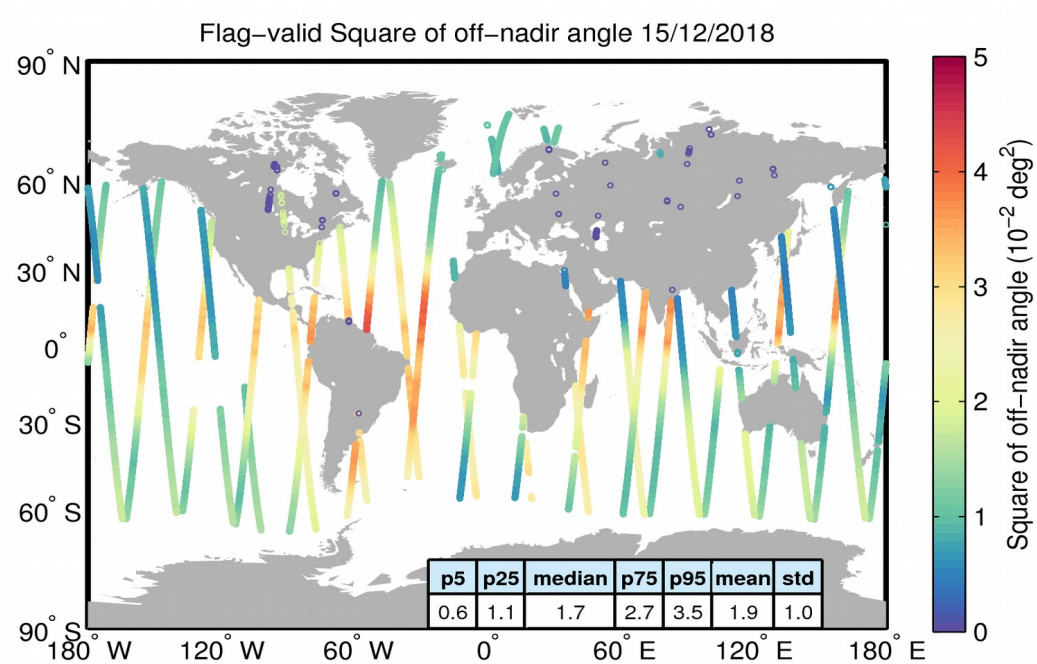 Flag−valid Square of off−nadir angle 15/12/2018
90° N
60° N
30° N
0°
30° S
60° S
90° S
180° W
120° W
60° W
0°
60° E
120° E
180° E
p5 p25 median p75 p95 mean std
0.6 1.1 1.7 2.7 3.5 1.9 1.0
5
4
3
2
1
0
Square of off−nadir angle (10⁻² deg²)